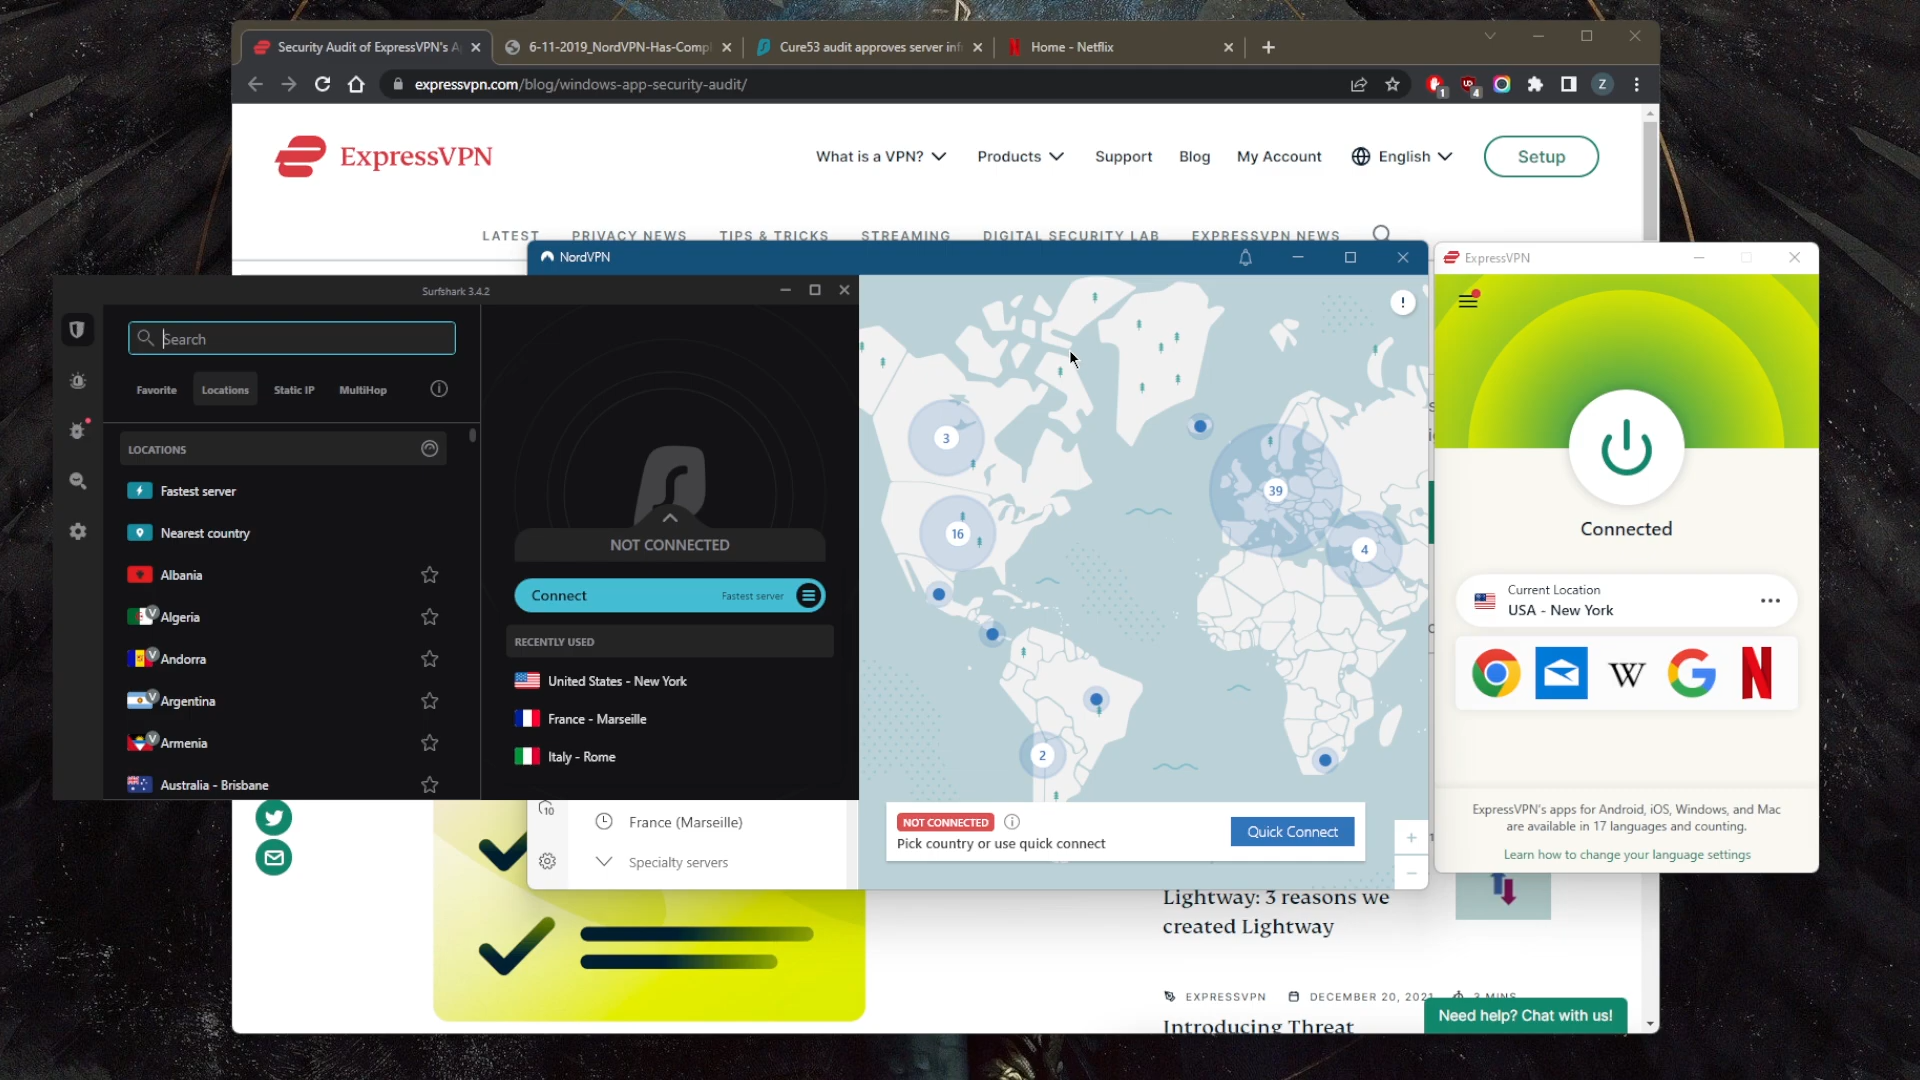 Security Audit of ExpressVPN's A
6-11-2019_NordVPN-Has-Compl
Cure53 audit approves server inf
Home - Netflix
expressvpn.com/blog/windows-app-security-audit/
1
4
Z
ExpressVPN
What is a VPN?
Products
Support
Blog
My Account
English
Setup
LATEST
PRIVACY NEWS
TIPS & TRICKS
STREAMING
DIGITAL SECURITY LAB
EXPRESSVPN NEWS
NordVPN
ExpressVPN
Surfshark 3.4.2
Search
Favorite
Locations
Static IP
MultiHop
LOCATIONS
Fastest server
Nearest country
Albania
Algeria
Andorra
Argentina
Armenia
Australia - Brisbane
NOT CONNECTED
Connect
Fastest server
RECENTLY USED
United States - New York
France - Marseille
Italy - Rome
3
16
39
4
2
10
France (Marseille)
Specialty servers
NOT CONNECTED
Pick country or use quick connect
Quick Connect
Connected
Current Location
USA - New York
ExpressVPN's apps for Android, iOS, Windows, and Mac
are available in 17 languages and counting.
Learn how to change your language settings
Lightway: 3 reasons we
created Lightway
EXPRESSVPN
DECEMBER 20, 2021
3 MINS
Introducing Threat
Need help? Chat with us!